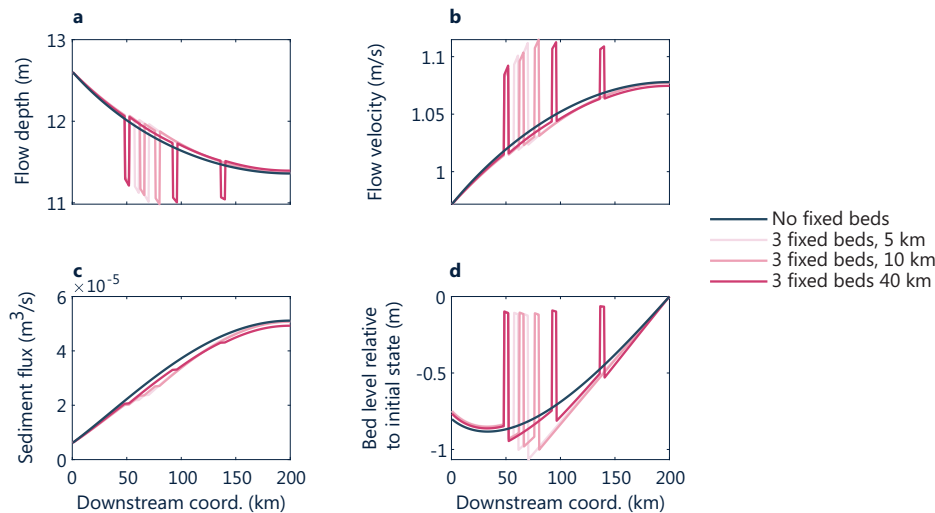 a
13
12
11
Flow depth (m)
b
1.1
1.05
1
Flow velocity (m/s)
No fixed beds
3 fixed beds, 5 km
3 fixed beds, 10 km
3 fixed beds 40 km
c
×10⁻⁵
6
4
2
0
Sediment flux (m³/s)
0 50 100 150 200
Downstream coord. (km)
d
0
-0.5
-1
Bed level relative
to initial state (m)
0 50 100 150 200
Downstream coord. (km)